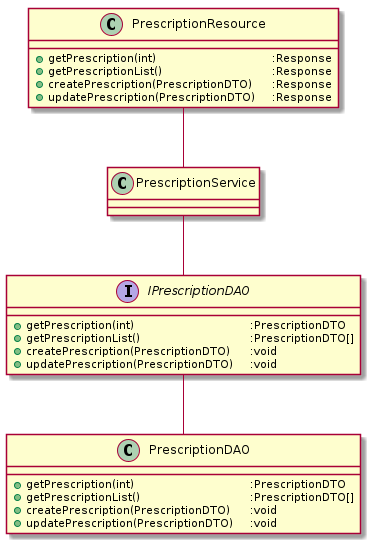 C PrescriptionResource
getPrescription(int) :Response
getPrescriptionList() :Response
createPrescription(PrescriptionDTO) :Response
updatePrescription(PrescriptionDTO) :Response
C PrescriptionService
I IPrescriptionDAO
getPrescription(int) :PrescriptionDTO
getPrescriptionList() :PrescriptionDTO[]
createPrescription(PrescriptionDTO) :void
updatePrescription(PrescriptionDTO) :void
C PrescriptionDAO
getPrescription(int) :PrescriptionDTO
getPrescriptionList() :PrescriptionDTO[]
createPrescription(PrescriptionDTO) :void
updatePrescription(PrescriptionDTO) :void